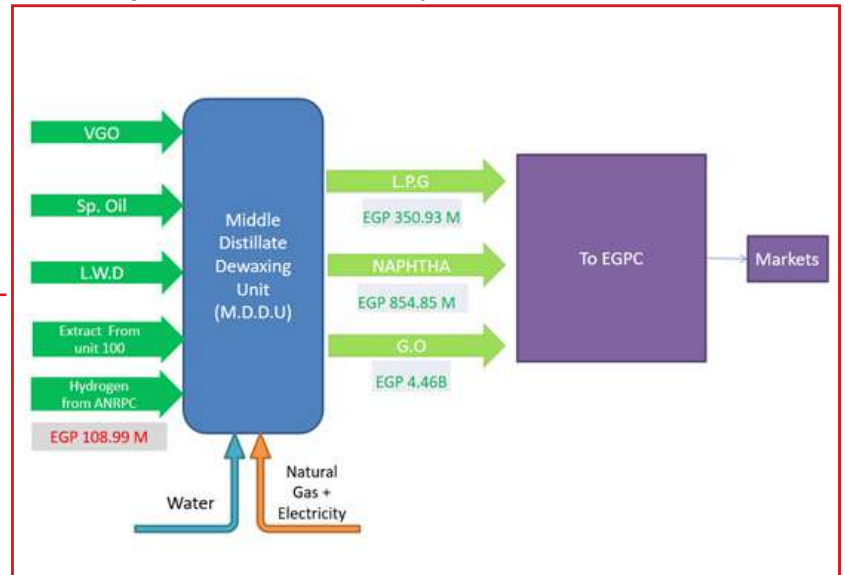 VGO
Sp. Oil
L.W.D
Extract From
unit 100
Hydrogen
from ANRPC
EGP 108.99 M
Middle
Distillate
Dewaxing
Unit
(M.D.D.U)
Water
Natural
Gas +
Electricity
L.P.G
EGP 350.93 M
NAPHTHA
EGP 854.85 M
G.O
EGP 4.46B
To EGPC
Markets